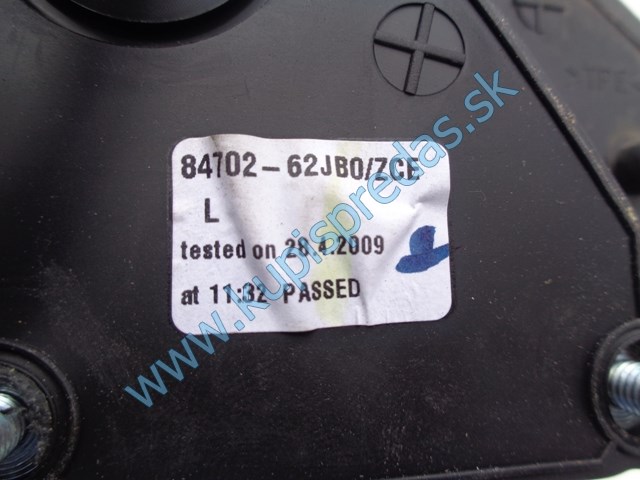 84702-62JB0/ZCE
L
tested on 28.4.2009
at 11:32 PASSED
www.kupispredas.sk